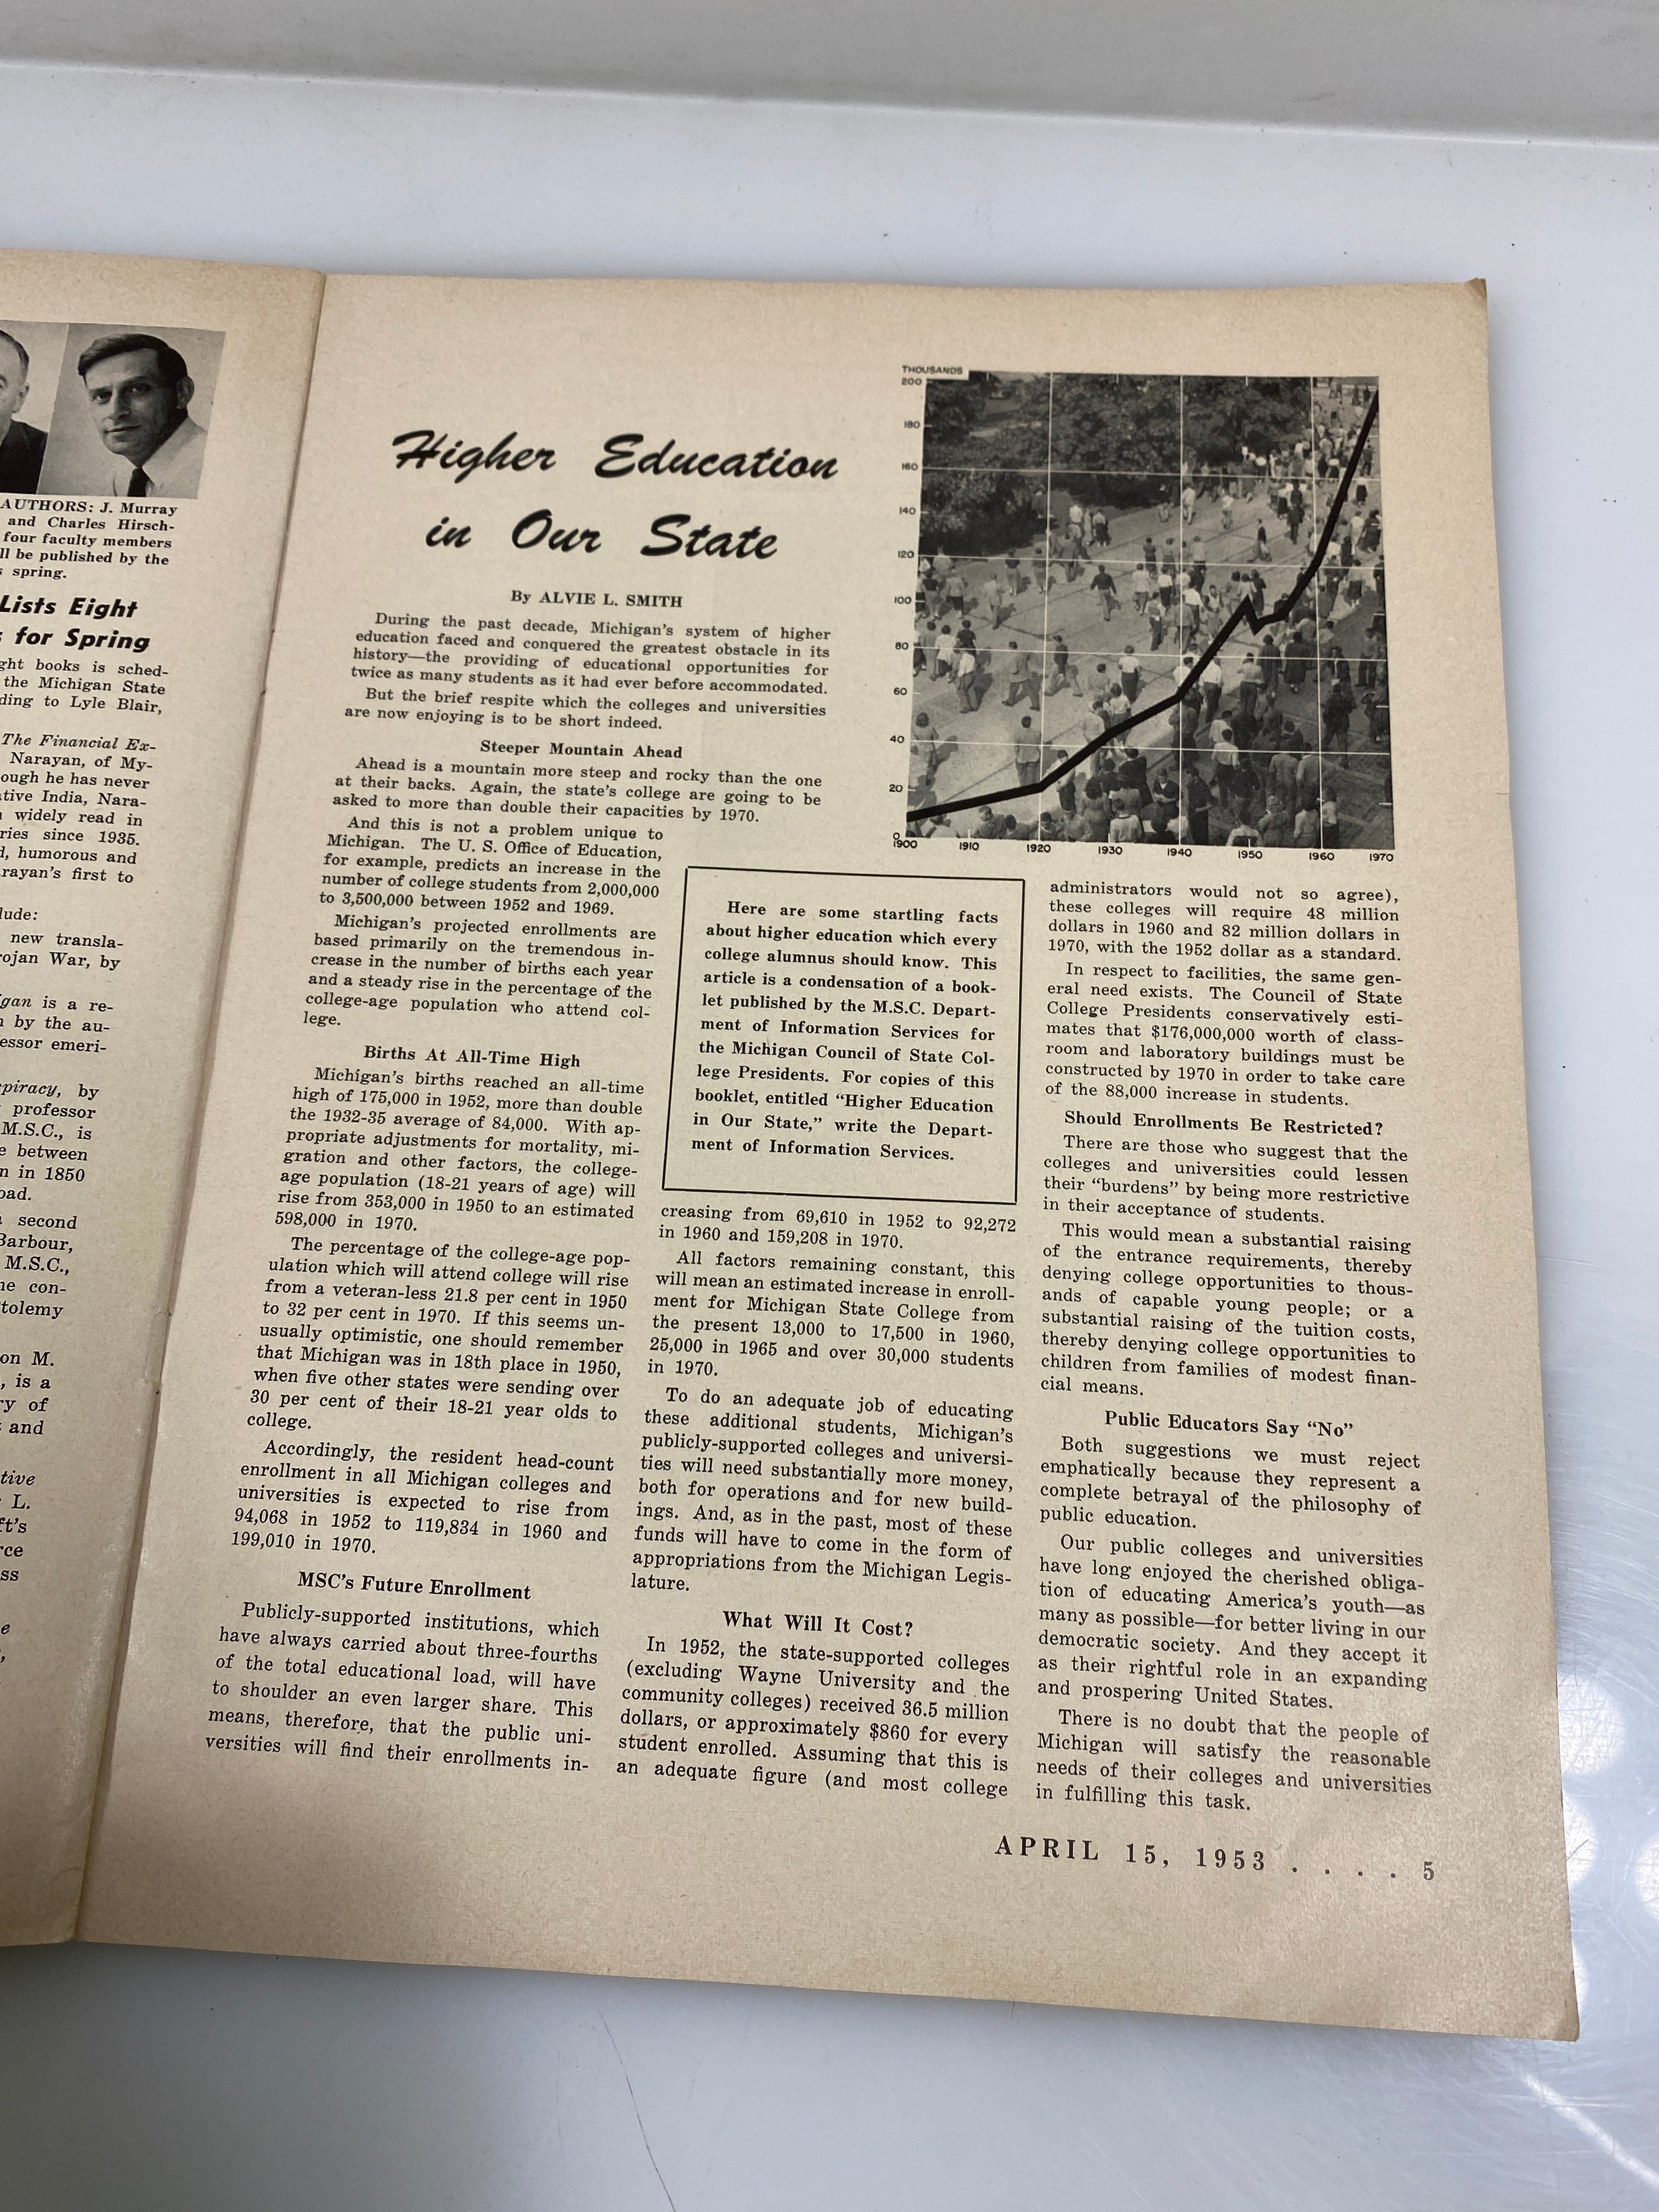 AUTHORS: J. Murray
and Charles Hirsch-
four faculty members
ll be published by the
s spring.
Lists Eight
s for Spring
ght books is sched-
the Michigan State
ding to Lyle Blair,
The Financial Ex-
Narayan, of My-
ough he has never
ative India, Nara-
widely read in
ries since 1935.
d, humorous and
rayan's first to
lude:
new transla-
rojan War, by
igan is a re-
n by the au-
essor emeri-
piracy, by
professor
M.S.C., is
e between
n in 1850
oad.
second
Barbour,
M.S.C.,
he con-
tolemy
on M.
, is a
ry of
and
tive
L.
ft's
rce
ss
e
Higher Education
in Our State
By ALVIE L. SMITH
During the past decade, Michigan's system of higher
education faced and conquered the greatest obstacle in its
history—the providing of educational opportunities for
twice as many students as it had ever before accommodated.
But the brief respite which the colleges and universities
are now enjoying is to be short indeed.
Steeper Mountain Ahead
Ahead is a mountain more steep and rocky than the one
at their backs. Again, the state's college are going to be
asked to more than double their capacities by 1970.
And this is not a problem unique to
Michigan. The U. S. Office of Education,
for example, predicts an increase in the
number of college students from 2,000,000
to 3,500,000 between 1952 and 1969.
Michigan's projected enrollments are
based primarily on the tremendous in-
crease in the number of births each year
and a steady rise in the percentage of the
college-age population who attend col-
lege.
Births At All-Time High
Michigan's births reached an all-time
high of 175,000 in 1952, more than double
the 1932-35 average of 84,000. With ap-
propriate adjustments for mortality, mi-
gration and other factors, the college-
age population (18-21 years of age) will
rise from 353,000 in 1950 to an estimated
598,000 in 1970.
The percentage of the college-age pop-
ulation which will attend college will rise
from a veteran-less 21.8 per cent in 1950
to 32 per cent in 1970. If this seems un-
usually optimistic, one should remember
that Michigan was in 18th place in 1950,
when five other states were sending over
30 per cent of their 18-21 year olds to
college.
Accordingly, the resident head-count
enrollment in all Michigan colleges and
universities is expected to rise from
94,068 in 1952 to 119,834 in 1960 and
199,010 in 1970.
MSC's Future Enrollment
Publicly-supported institutions, which
have always carried about three-fourths
of the total educational load, will have
to shoulder an even larger share. This
means, therefore, that the public uni-
versities will find their enrollments in-
THOUSANDS
200
180
160
140
120
100
80
60
40
20
0
1900 1910 1920 1930 1940 1950 1960 1970
Here are some startling facts
about higher education which every
college alumnus should know. This
article is a condensation of a book-
let published by the M.S.C. Depart-
ment of Information Services for
the Michigan Council of State Col-
lege Presidents. For copies of this
booklet, entitled "Higher Education
in Our State," write the Depart-
ment of Information Services.
creasing from 69,610 in 1952 to 92,272
in 1960 and 159,208 in 1970.
All factors remaining constant, this
will mean an estimated increase in enroll-
ment for Michigan State College from
the present 13,000 to 17,500 in 1960,
25,000 in 1965 and over 30,000 students
in 1970.
To do an adequate job of educating
these additional students, Michigan's
publicly-supported colleges and universi-
ties will need substantially more money,
both for operations and for new build-
ings. And, as in the past, most of these
funds will have to come in the form of
appropriations from the Michigan Legis-
lature.
What Will It Cost?
In 1952, the state-supported colleges
(excluding Wayne University and the
community colleges) received 36.5 million
dollars, or approximately $860 for every
student enrolled. Assuming that this is
an adequate figure (and most college
administrators would not so agree),
these colleges will require 48 million
dollars in 1960 and 82 million dollars in
1970, with the 1952 dollar as a standard.
In respect to facilities, the same gen-
eral need exists. The Council of State
College Presidents conservatively esti-
mates that $176,000,000 worth of class-
room and laboratory buildings must be
constructed by 1970 in order to take care
of the 88,000 increase in students.
Should Enrollments Be Restricted?
There are those who suggest that the
colleges and universities could lessen
their "burdens" by being more restrictive
in their acceptance of students.
This would mean a substantial raising
of the entrance requirements, thereby
denying college opportunities to thous-
ands of capable young people; or a
substantial raising of the tuition costs,
thereby denying college opportunities to
children from families of modest finan-
cial means.
Public Educators Say "No"
Both suggestions we must reject
emphatically because they represent a
complete betrayal of the philosophy of
public education.
Our public colleges and universities
have long enjoyed the cherished obliga-
tion of educating America's youth—as
many as possible—for better living in our
democratic society. And they accept it
as their rightful role in an expanding
and prospering United States.
There is no doubt that the people of
Michigan will satisfy the reasonable
needs of their colleges and universities
in fulfilling this task.
APRIL 15, 1953 . . . . 5